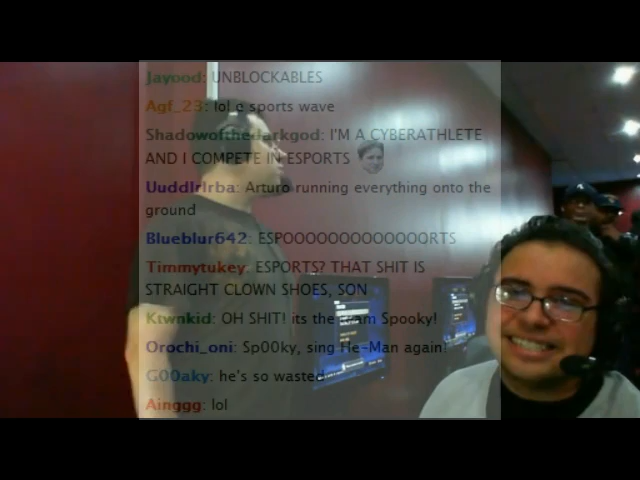 Jayood: UNBLOCKABLES
Agf_23: lol e sports wave
Shadowofthedarkgod: I'M A CYBERATHLETE
AND I COMPETE IN ESPORTS
Uuddlrlrba: Arturo running everything onto the
ground
Blueblur642: ESPOOOOOOOOOOOOORTS
Timmytukey: ESPORTS? THAT SHIT IS
STRAIGHT CLOWN SHOES, SON
Ktwnkid: OH SHIT! its the Spooky!
Orochi_oni: Sp00ky, sing He-Man again!
G00aky: he's so wasted
Ainggg: lol